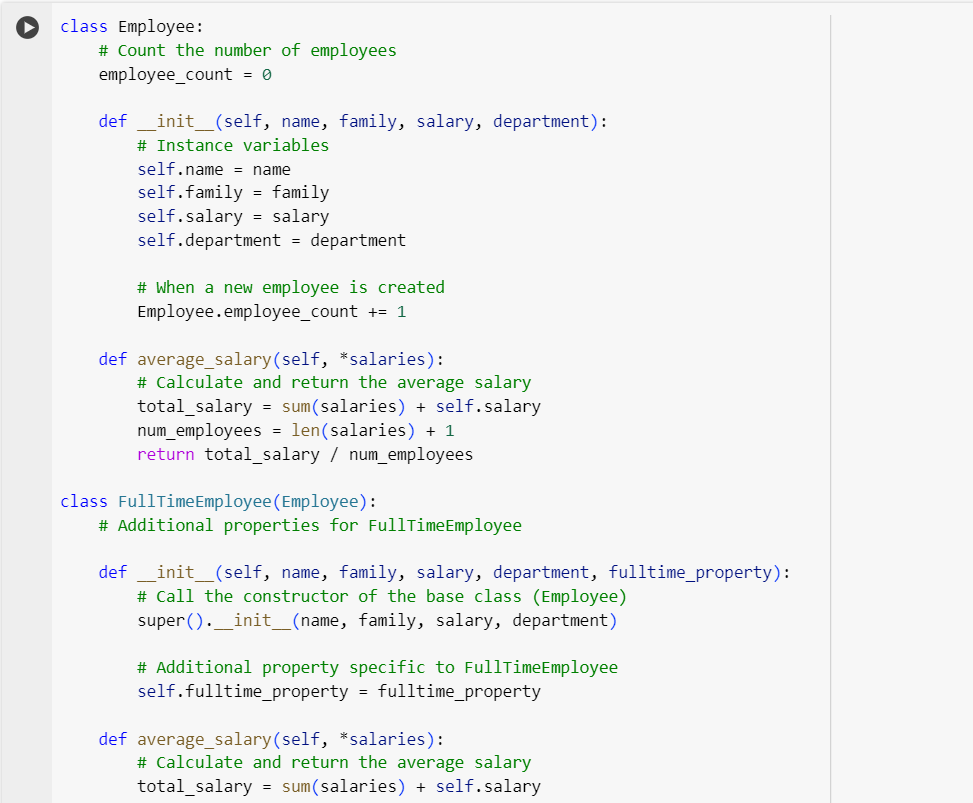 class Employee:
    # Count the number of employees
    employee_count = 0
    def __init__(self, name, family, salary, department):
        # Instance variables
        self.name = name
        self.family = family
        self.salary = salary
        self.department = department
        # When a new employee is created
        Employee.employee_count += 1
    def average_salary(self, *salaries):
        # Calculate and return the average salary
        total_salary = sum(salaries) + self.salary
        num_employees = len(salaries) + 1
        return total_salary / num_employees
class FullTimeEmployee(Employee):
    # Additional properties for FullTimeEmployee
    def __init__(self, name, family, salary, department, fulltime_property):
        # Call the constructor of the base class (Employee)
        super().__init__(name, family, salary, department)
        # Additional property specific to FullTimeEmployee
        self.fulltime_property = fulltime_property
    def average_salary(self, *salaries):
        # Calculate and return the average salary
        total_salary = sum(salaries) + self.salary